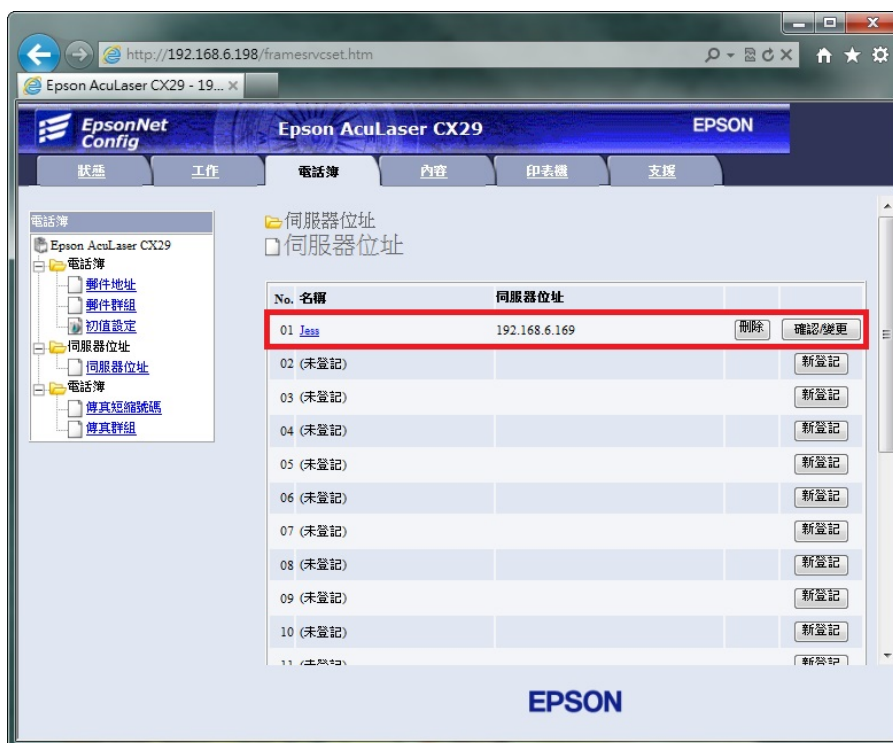 http://192.168.6.198/framesrvcset.htm
Epson AcuLaser CX29 - 19...
EpsonNet
Config
Epson AcuLaser CX29
EPSON
狀態 工作 電話簿 內容 印表機 支援
電話簿
Epson AcuLaser CX29
電話簿
郵件地址
郵件群組
初值設定
伺服器位址
伺服器位址
電話簿
傳真短縮號碼
傳真群組
伺服器位址
伺服器位址
No. 名稱 伺服器位址
01 Jess 192.168.6.169 刪除 確認/變更
02 (未登記) 新登記
03 (未登記) 新登記
04 (未登記) 新登記
05 (未登記) 新登記
06 (未登記) 新登記
07 (未登記) 新登記
08 (未登記) 新登記
09 (未登記) 新登記
10 (未登記) 新登記
11 (未登記) 新登記
EPSON